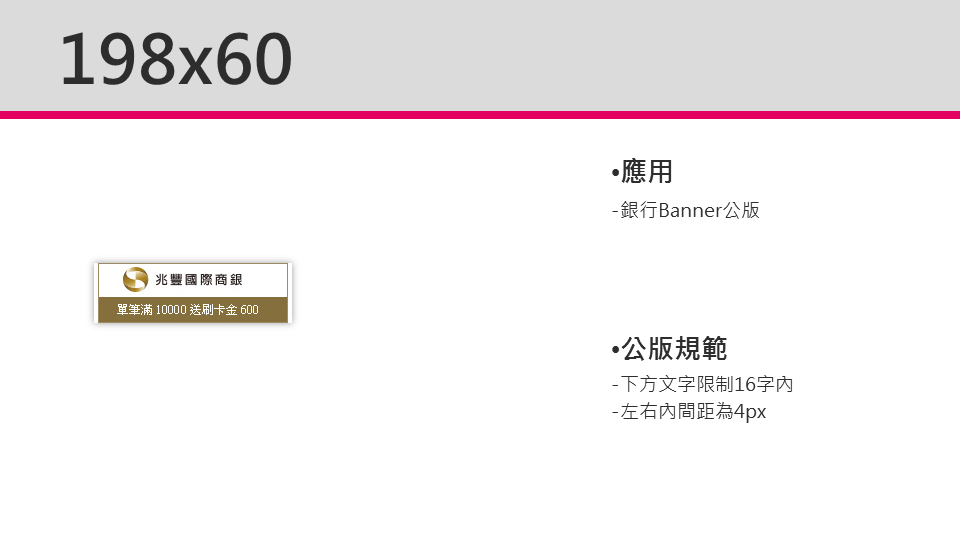 198x60
•應用
-銀行Banner公版
兆豐國際商銀
單筆滿 10000 送刷卡金 600
•公版規範
-下方文字限制16字內
-左右內間距為4px